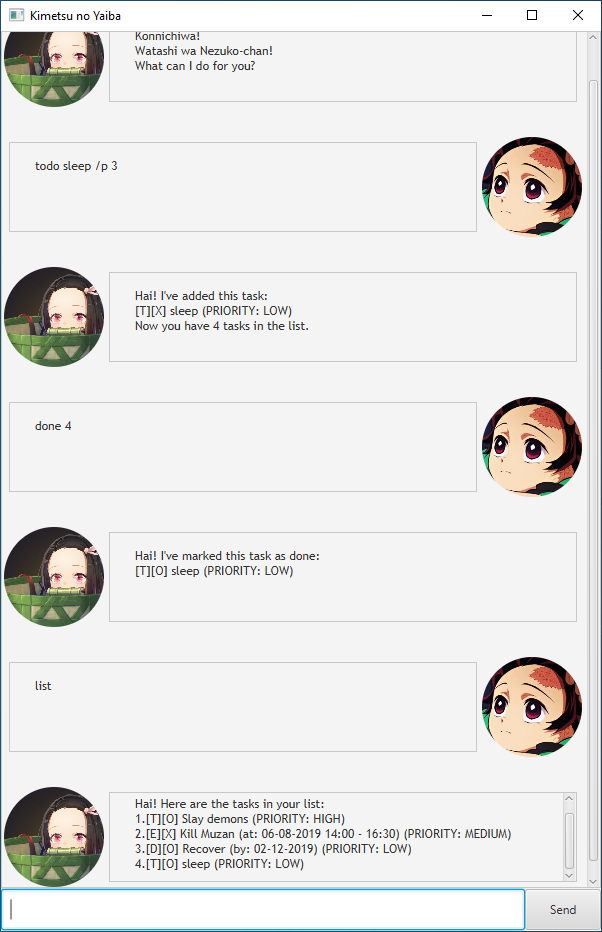 Kimetsu no Yaiba
Konnichiwa!
Watashi wa Nezuko-chan!
What can I do for you?
todo sleep /p 3
Hai! I've added this task:
[T][X] sleep (PRIORITY: LOW)
Now you have 4 tasks in the list.
done 4
Hai! I've marked this task as done:
[T][O] sleep (PRIORITY: LOW)
list
Hai! Here are the tasks in your list:
1.[T][O] Slay demons (PRIORITY: HIGH)
2.[E][X] Kill Muzan (at: 06-08-2019 14:00 - 16:30) (PRIORITY: MEDIUM)
3.[D][O] Recover (by: 02-12-2019) (PRIORITY: LOW)
4.[T][O] sleep (PRIORITY: LOW)
Send